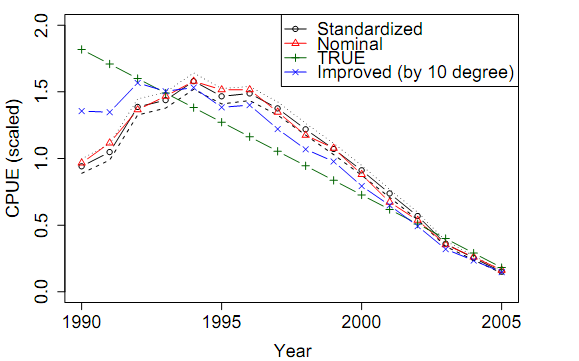 Standardized
Nominal
TRUE
Improved (by 10 degree)
2.0
1.5
1.0
0.5
0.0
CPUE (scaled)
1990
1995
2000
2005
Year